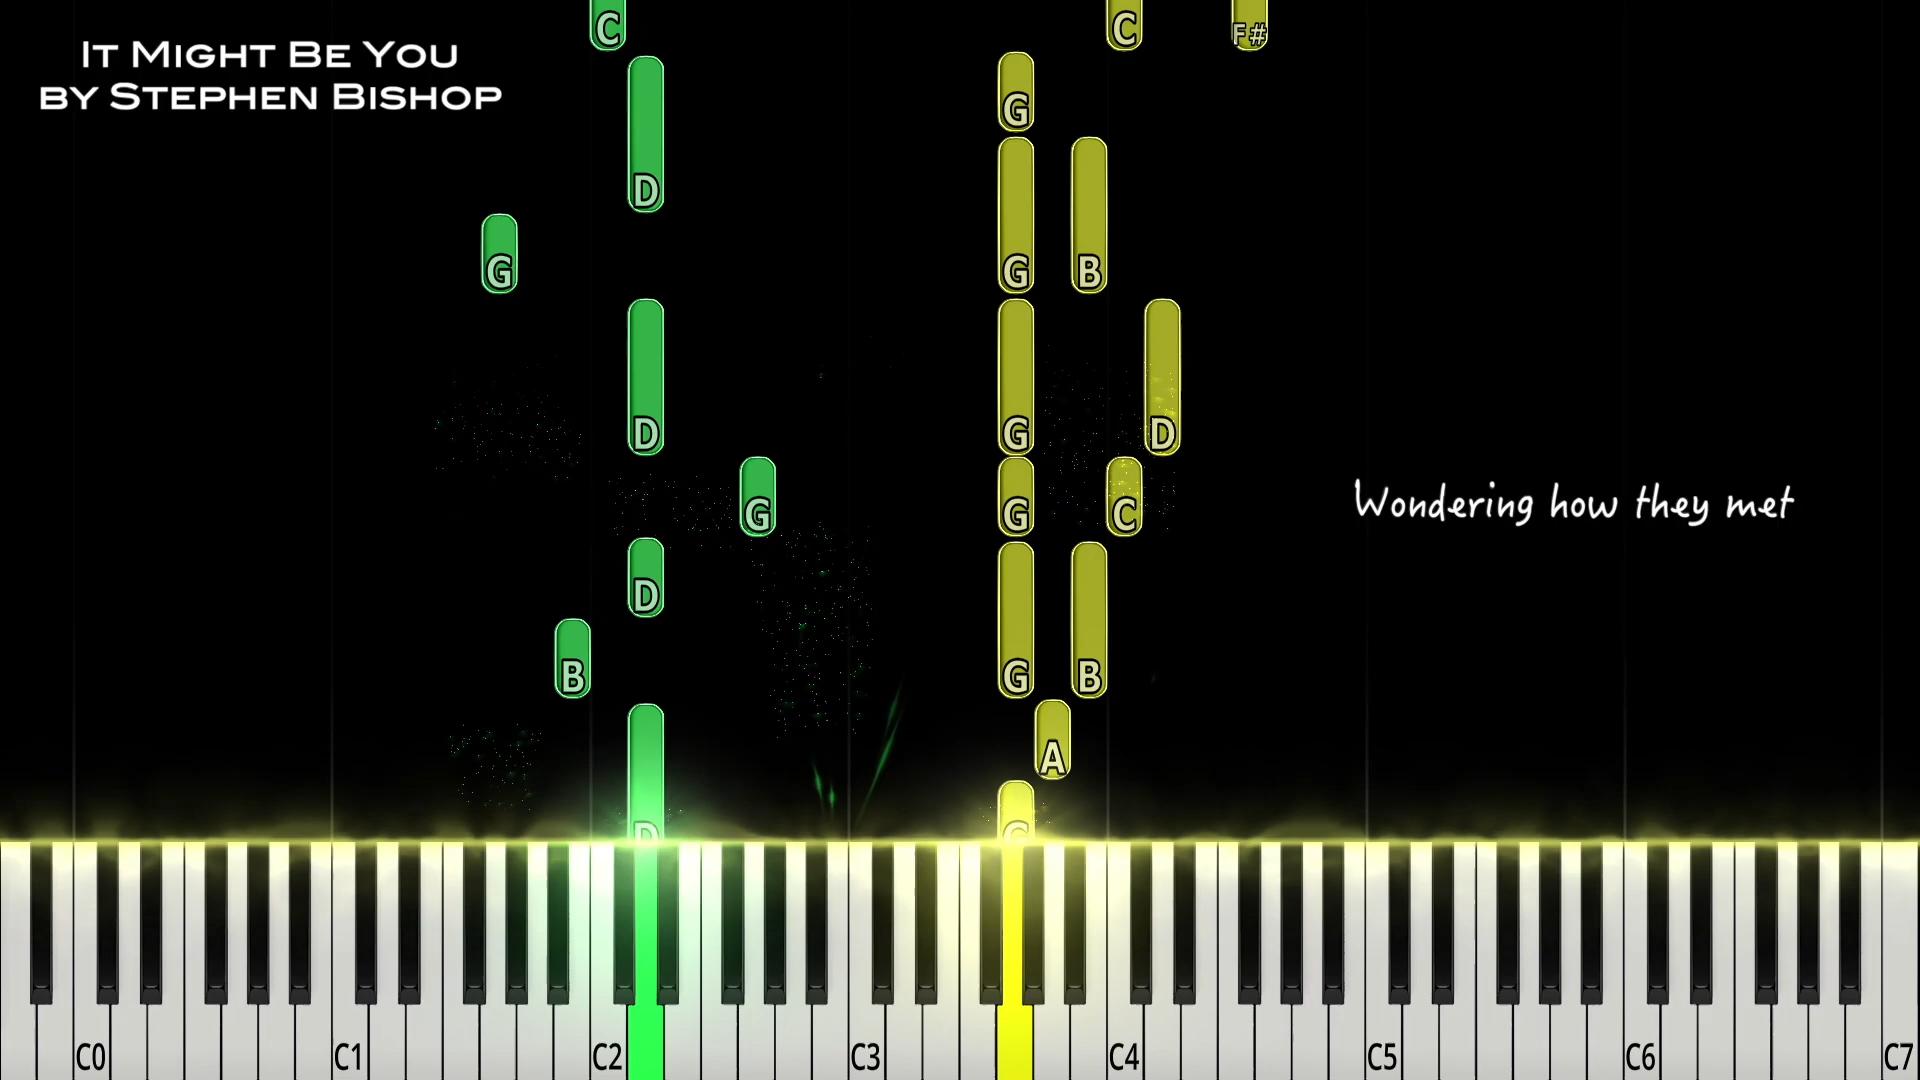 It Might Be You
by Stephen Bishop
C C F#
G
D
G G B
D G D
G G C
D
B G B
A
D G
Wondering how they met
C0 C1 C2 C3 C4 C5 C6 C7